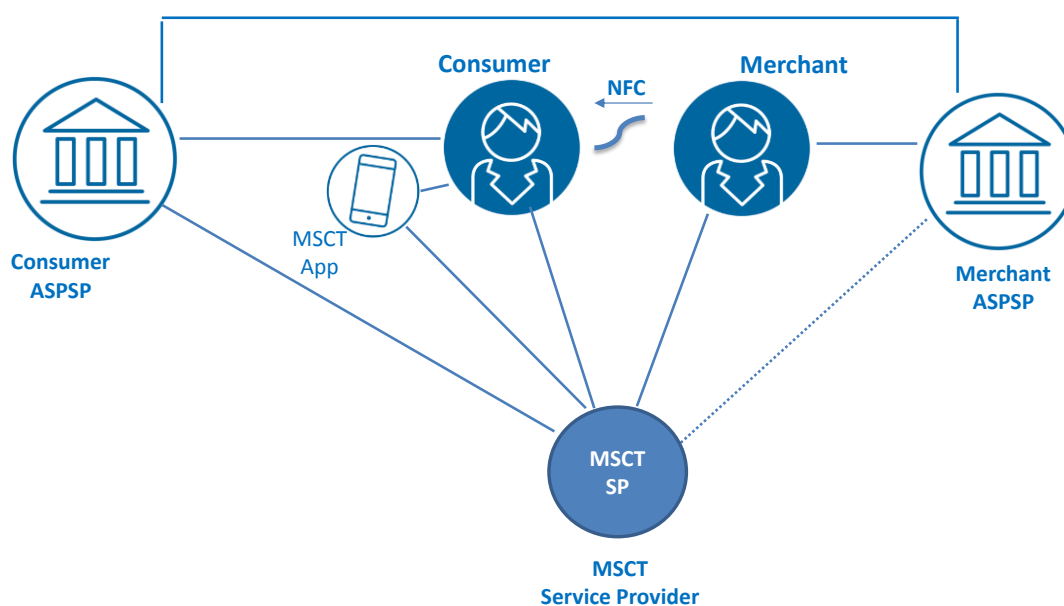 Consumer
Merchant
NFC
MSCT
App
Consumer
ASPSP
Merchant
ASPSP
MSCT
SP
MSCT
Service Provider